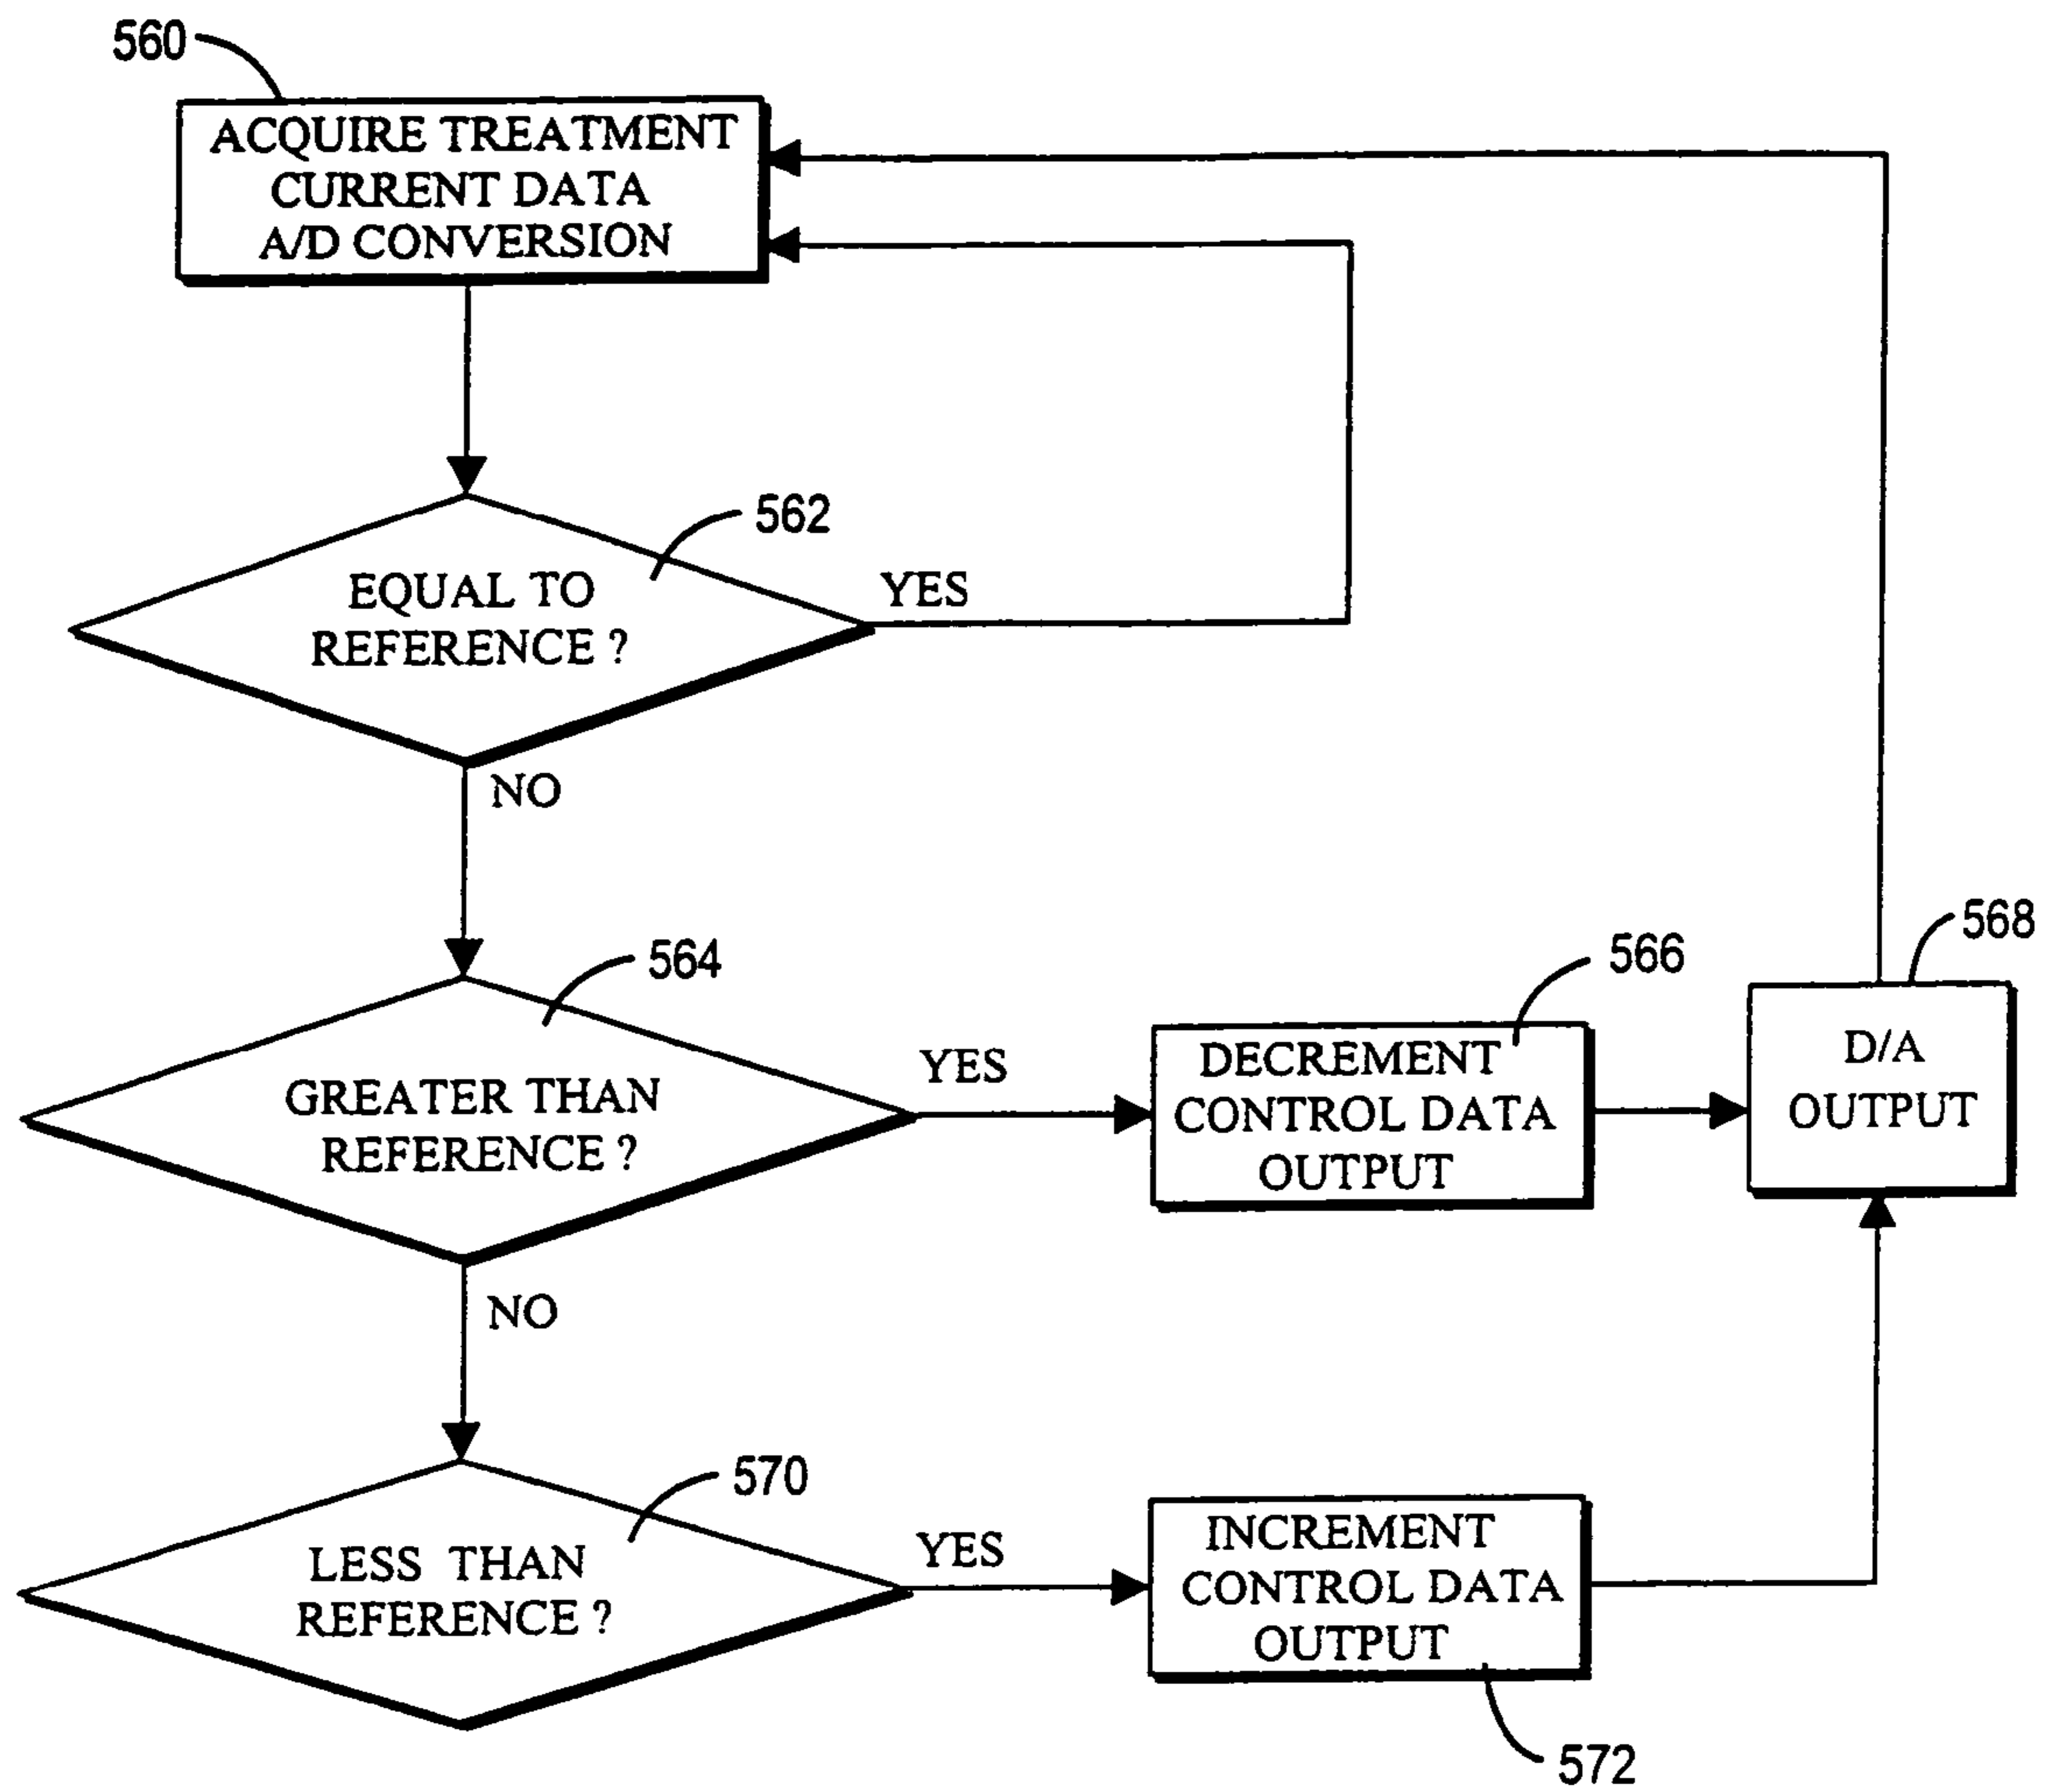 560
ACQUIRE TREATMENT
CURRENT DATA
A/D CONVERSION
562
EQUAL TO
REFERENCE ?
YES
NO
564
GREATER THAN
REFERENCE ?
YES
566
DECREMENT
CONTROL DATA
OUTPUT
568
D/A
OUTPUT
NO
570
LESS THAN
REFERENCE ?
YES
INCREMENT
CONTROL DATA
OUTPUT
572